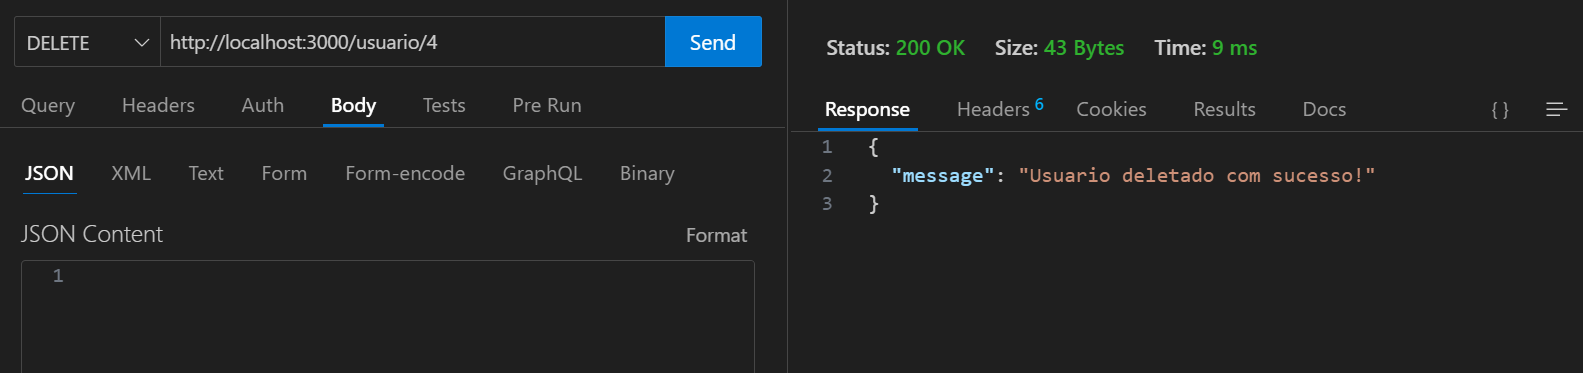 DELETE http://localhost:3000/usuario/4 Send
Query Headers Auth Body Tests Pre Run
JSON XML Text Form Form-encode GraphQL Binary
JSON Content Format
1
Status: 200 OK Size: 43 Bytes Time: 9 ms
Response Headers 6 Cookies Results Docs { }
1 {
2 "message": "Usuario deletado com sucesso!"
3 }